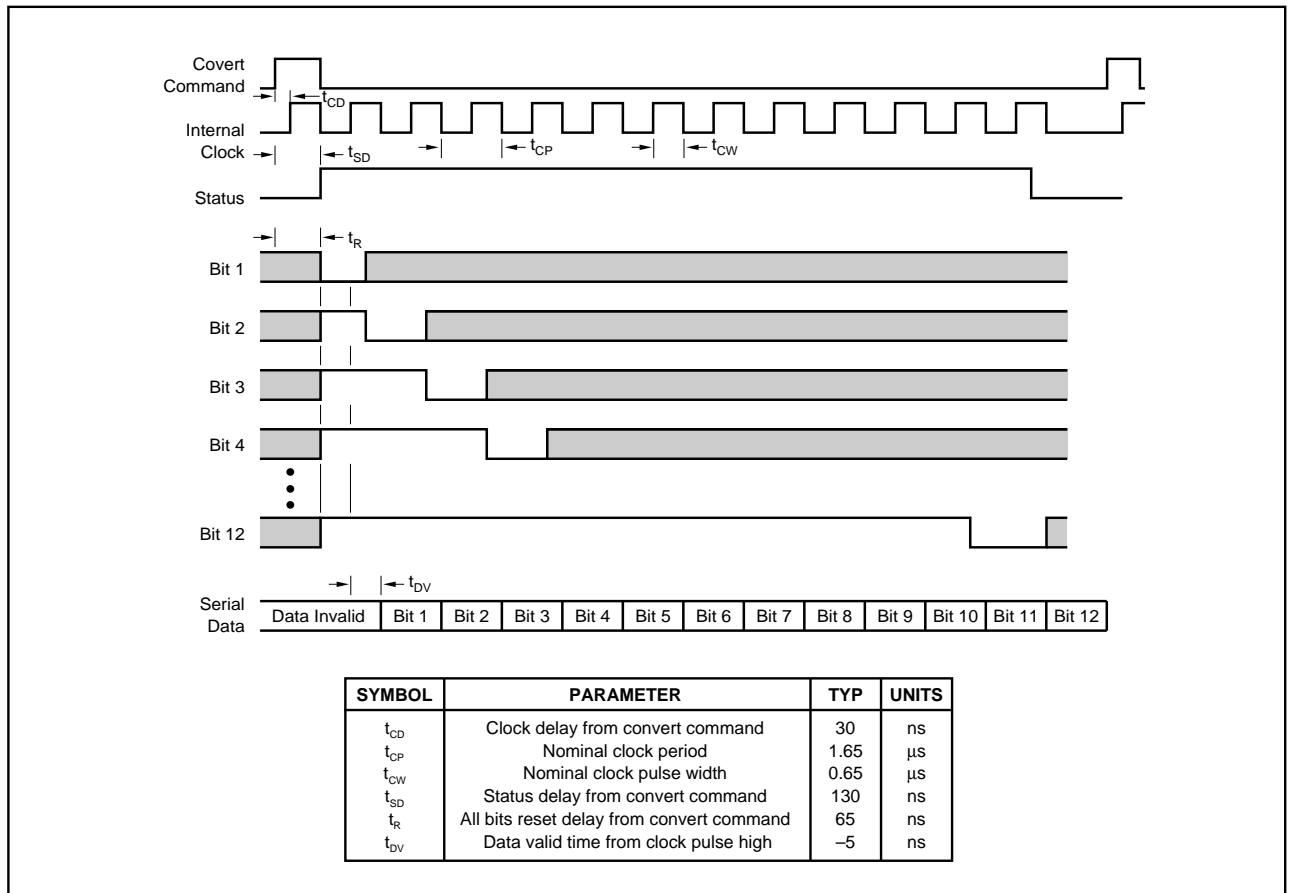 Covert
Command
t_CD
Internal
Clock
t_SD
t_CP
t_CW
Status
t_R
Bit 1
Bit 2
Bit 3
Bit 4
Bit 12
t_DV
Serial
Data
Data Invalid Bit 1 Bit 2 Bit 3 Bit 4 Bit 5 Bit 6 Bit 7 Bit 8 Bit 9 Bit 10 Bit 11 Bit 12
SYMBOL PARAMETER TYP UNITS
t_CD Clock delay from convert command 30 ns
t_CP Nominal clock period 1.65 µs
t_CW Nominal clock pulse width 0.65 µs
t_SD Status delay from convert command 130 ns
t_R All bits reset delay from convert command 65 ns
t_DV Data valid time from clock pulse high –5 ns